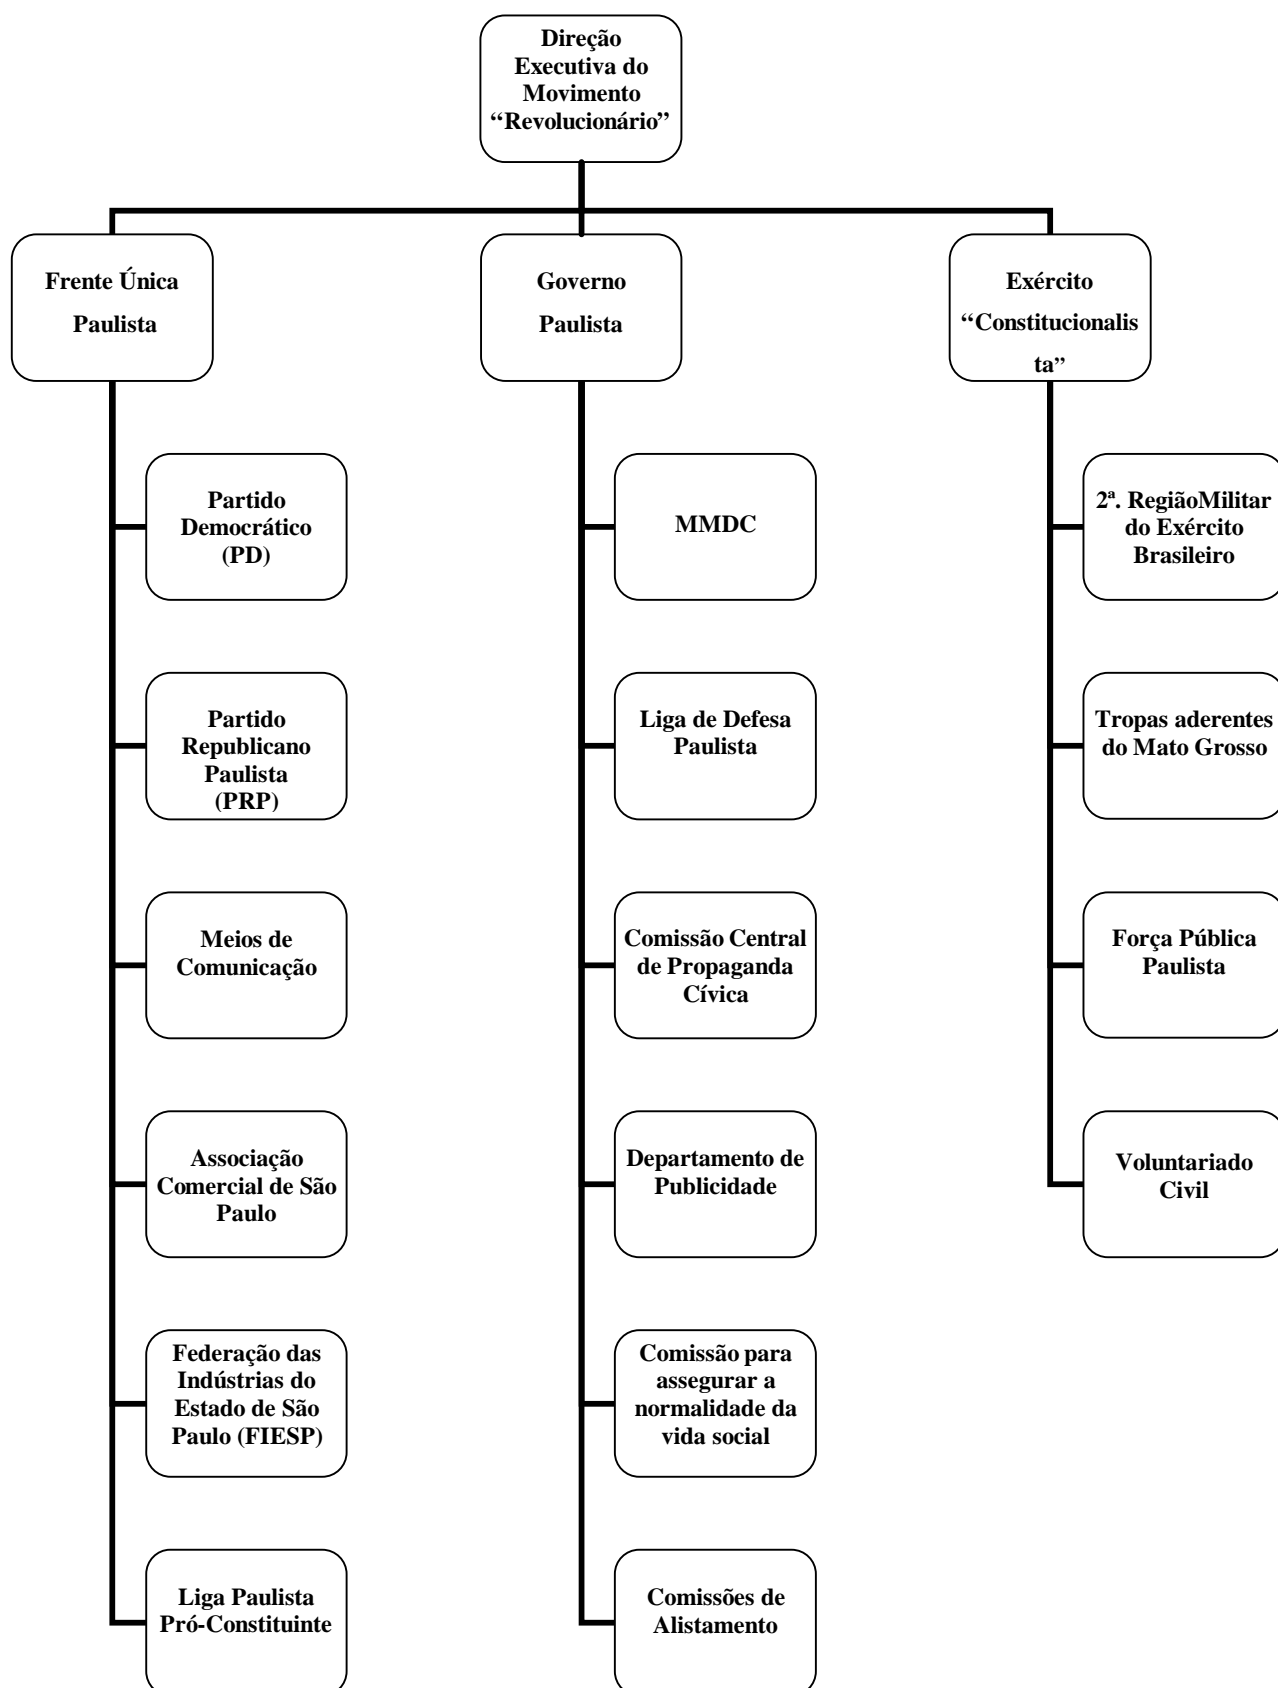 Direção
Executiva do
Movimento
“Revolucionário”
Frente Única
Paulista
Governo
Paulista
Exército
“Constitucionalis
ta”
Partido
Democrático
(PD)
MMDC
2ª. RegiãoMilitar
do Exército
Brasileiro
Partido
Republicano
Paulista
(PRP)
Liga de Defesa
Paulista
Tropas aderentes
do Mato Grosso
Meios de
Comunicação
Comissão Central
de Propaganda
Cívica
Força Pública
Paulista
Associação
Comercial de São
Paulo
Departamento de
Publicidade
Voluntariado
Civil
Federação das
Indústrias do
Estado de São
Paulo (FIESP)
Comissão para
assegurar a
normalidade da
vida social
Liga Paulista
Pró-Constituinte
Comissões de
Alistamento